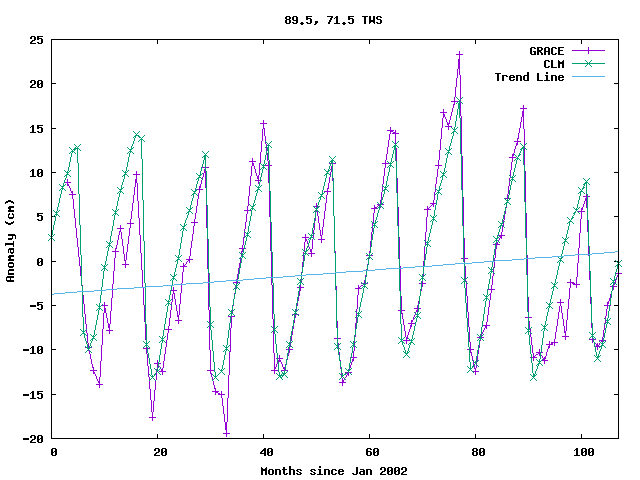 89.5, 71.5 TWS
GRACE
CLM
Trend Line
25
20
15
10
5
0
-5
-10
-15
-20
Anomaly (cm)
0 20 40 60 80 100
Months since Jan 2002